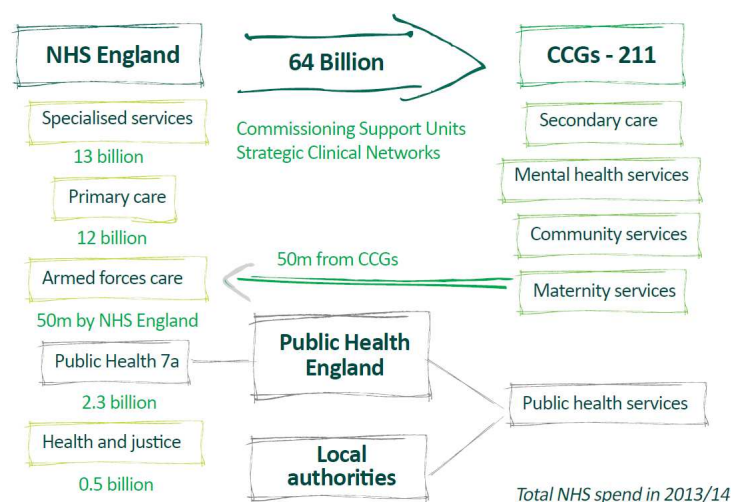 NHS England
64 Billion
CCGs - 211
Specialised services
13 billion
Commissioning Support Units
Strategic Clinical Networks
Secondary care
Primary care
12 billion
Mental health services
Community services
Armed forces care
50m by NHS England
50m from CCGs
Maternity services
Public Health 7a
2.3 billion
Public Health
England
Public health services
Health and justice
0.5 billion
Local
authorities
Total NHS spend in 2013/14